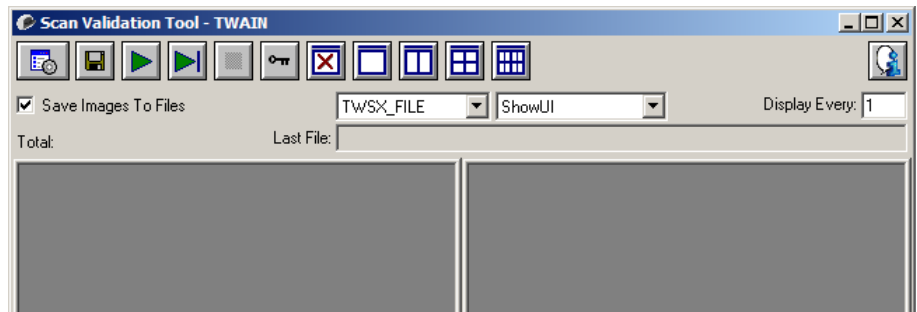 Scan Validation Tool - TWAIN
Save Images To Files TWSX_FILE ShowUI Display Every: 1
Total: Last File: